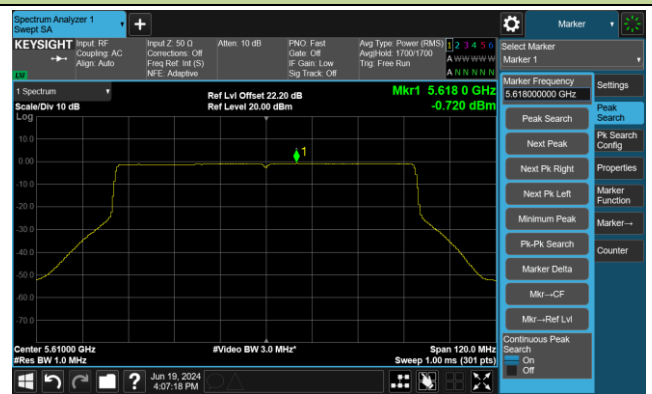 Spectrum Analyzer 1
Swept SA
+
Marker
KEYSIGHT
Input: RF
Coupling: AC
Align: Auto
Input Z: 50 Ω
Corrections: Off
Freq Ref: Int (S)
NFE: Adaptive
Atten: 10 dB
PNO: Fast
Gate: Off
IF Gain: Low
Sig Track: Off
Avg Type: Power (RMS)
Avg|Hold: 1700/1700
Trig: Free Run
1 2 3 4 5 6
A W W W W W
A N N N N N
LW
Select Marker
Marker 1
1 Spectrum
Scale/Div 10 dB
Ref Lvl Offset 22.20 dB
Ref Level 20.00 dBm
Mkr1 5.618 0 GHz
-0.720 dBm
Log
10.0
0.00
-10.0
-20.0
-30.0
-40.0
-50.0
-60.0
-70.0
1
Center 5.61000 GHz
#Res BW 1.0 MHz
#Video BW 3.0 MHz*
Span 120.0 MHz
Sweep 1.00 ms (301 pts)
Marker Frequency
5.618000000 GHz
Peak Search
Next Peak
Next Pk Right
Next Pk Left
Minimum Peak
Pk-Pk Search
Marker Delta
Mkr→CF
Mkr→Ref Lvl
Continuous Peak
Search
On
Off
Settings
Peak
Search
Pk Search
Config
Properties
Marker
Function
Marker→
Counter
?
Jun 19, 2024
4:07:18 PM